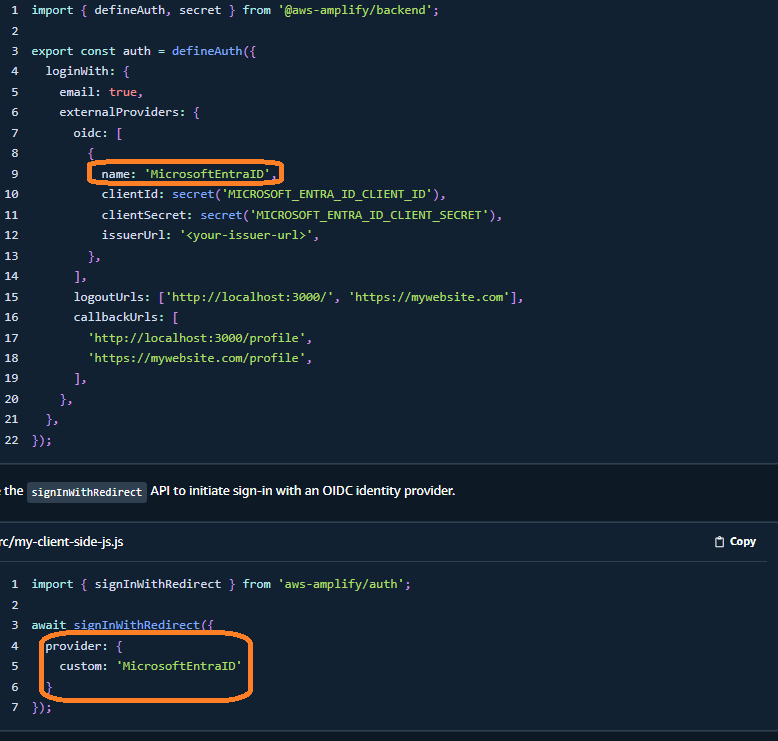 1 import { defineAuth, secret } from '@aws-amplify/backend';
2
3 export const auth = defineAuth({
4 loginWith: {
5 email: true,
6 externalProviders: {
7 oidc: [
8 {
9 name: 'MicrosoftEntraID',
10 clientId: secret('MICROSOFT_ENTRA_ID_CLIENT_ID'),
11 clientSecret: secret('MICROSOFT_ENTRA_ID_CLIENT_SECRET'),
12 issuerUrl: '<your-issuer-url>',
13 },
14 ],
15 logoutUrls: ['http://localhost:3000/', 'https://mywebsite.com'],
16 callbackUrls: [
17 'http://localhost:3000/profile',
18 'https://mywebsite.com/profile',
19 ],
20 },
21 },
22 });
e the signInWithRedirect API to initiate sign-in with an OIDC identity provider.
rc/my-client-side-js.js
Copy
1 import { signInWithRedirect } from 'aws-amplify/auth';
2
3 await signInWithRedirect({
4 provider: {
5 custom: 'MicrosoftEntraID'
6 }
7 });